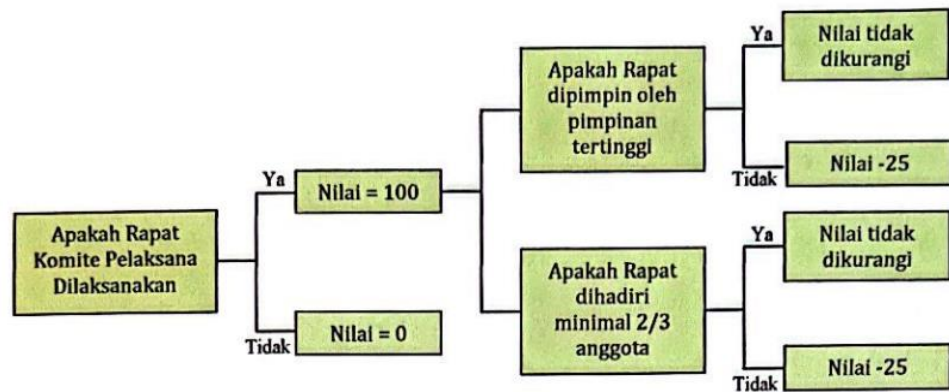 Apakah Rapat
Komite Pelaksana
Dilaksanakan
Ya
Nilai = 100
Tidak
Nilai = 0
Apakah Rapat
dipimpin oleh
pimpinan
tertinggi
Ya
Nilai tidak
dikurangi
Tidak
Nilai -25
Apakah Rapat
dihadiri
minimal 2/3
anggota
Ya
Nilai tidak
dikurangi
Tidak
Nilai -25